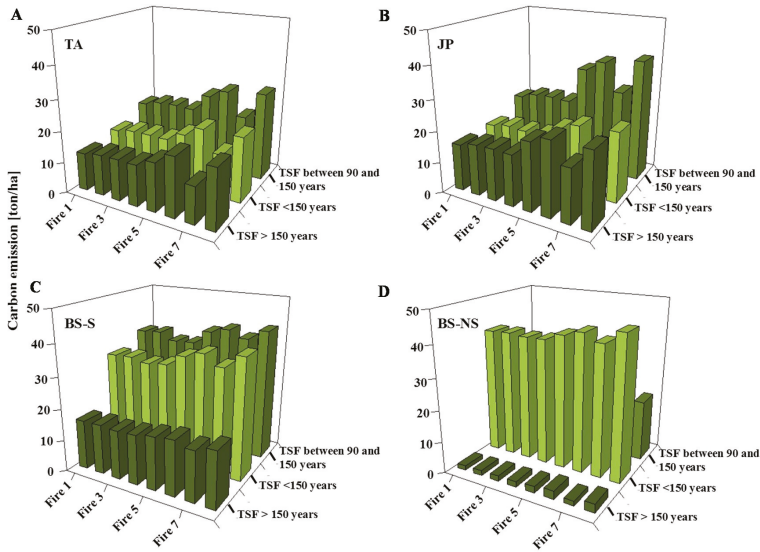 Carbon emission [ton/ha]
A
TA
50
40
30
20
10
0
Fire 1
Fire 3
Fire 5
Fire 7
TSF between 90 and
150 years
TSF <150 years
TSF > 150 years
B
JP
50
40
30
20
10
0
Fire 1
Fire 3
Fire 5
Fire 7
TSF between 90 and
150 years
TSF <150 years
TSF > 150 years
C
BS-S
50
40
30
20
10
0
Fire 1
Fire 3
Fire 5
Fire 7
TSF between 90 and
150 years
TSF <150 years
TSF > 150 years
D
BS-NS
50
40
30
20
10
0
Fire 1
Fire 3
Fire 5
Fire 7
TSF between 90 and
150 years
TSF <150 years
TSF > 150 years